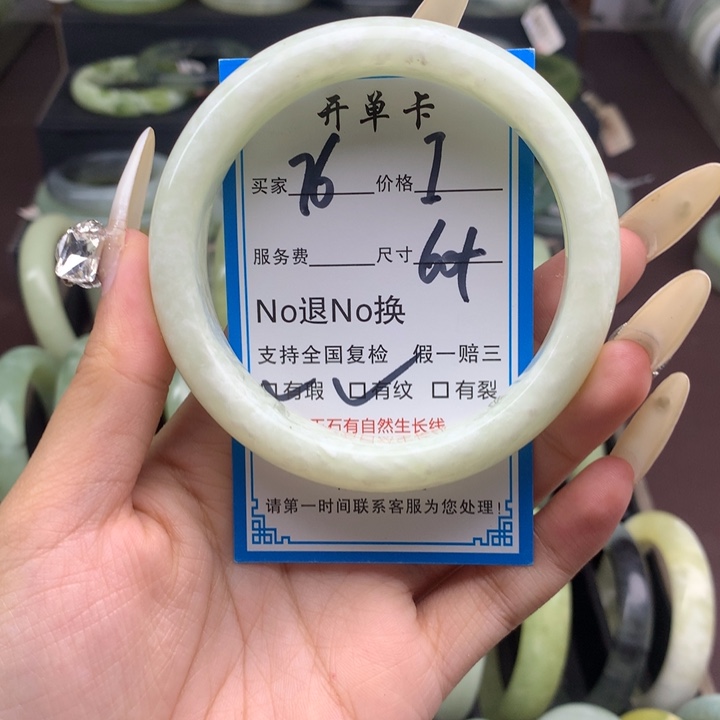 开单卡
买家 76 价格 I
服务费 尺寸 64
No退No换
支持全国复检 假一赔三
有瑕 有纹 有裂
玉石有自然生长线
请第一时间联系客服为您处理!